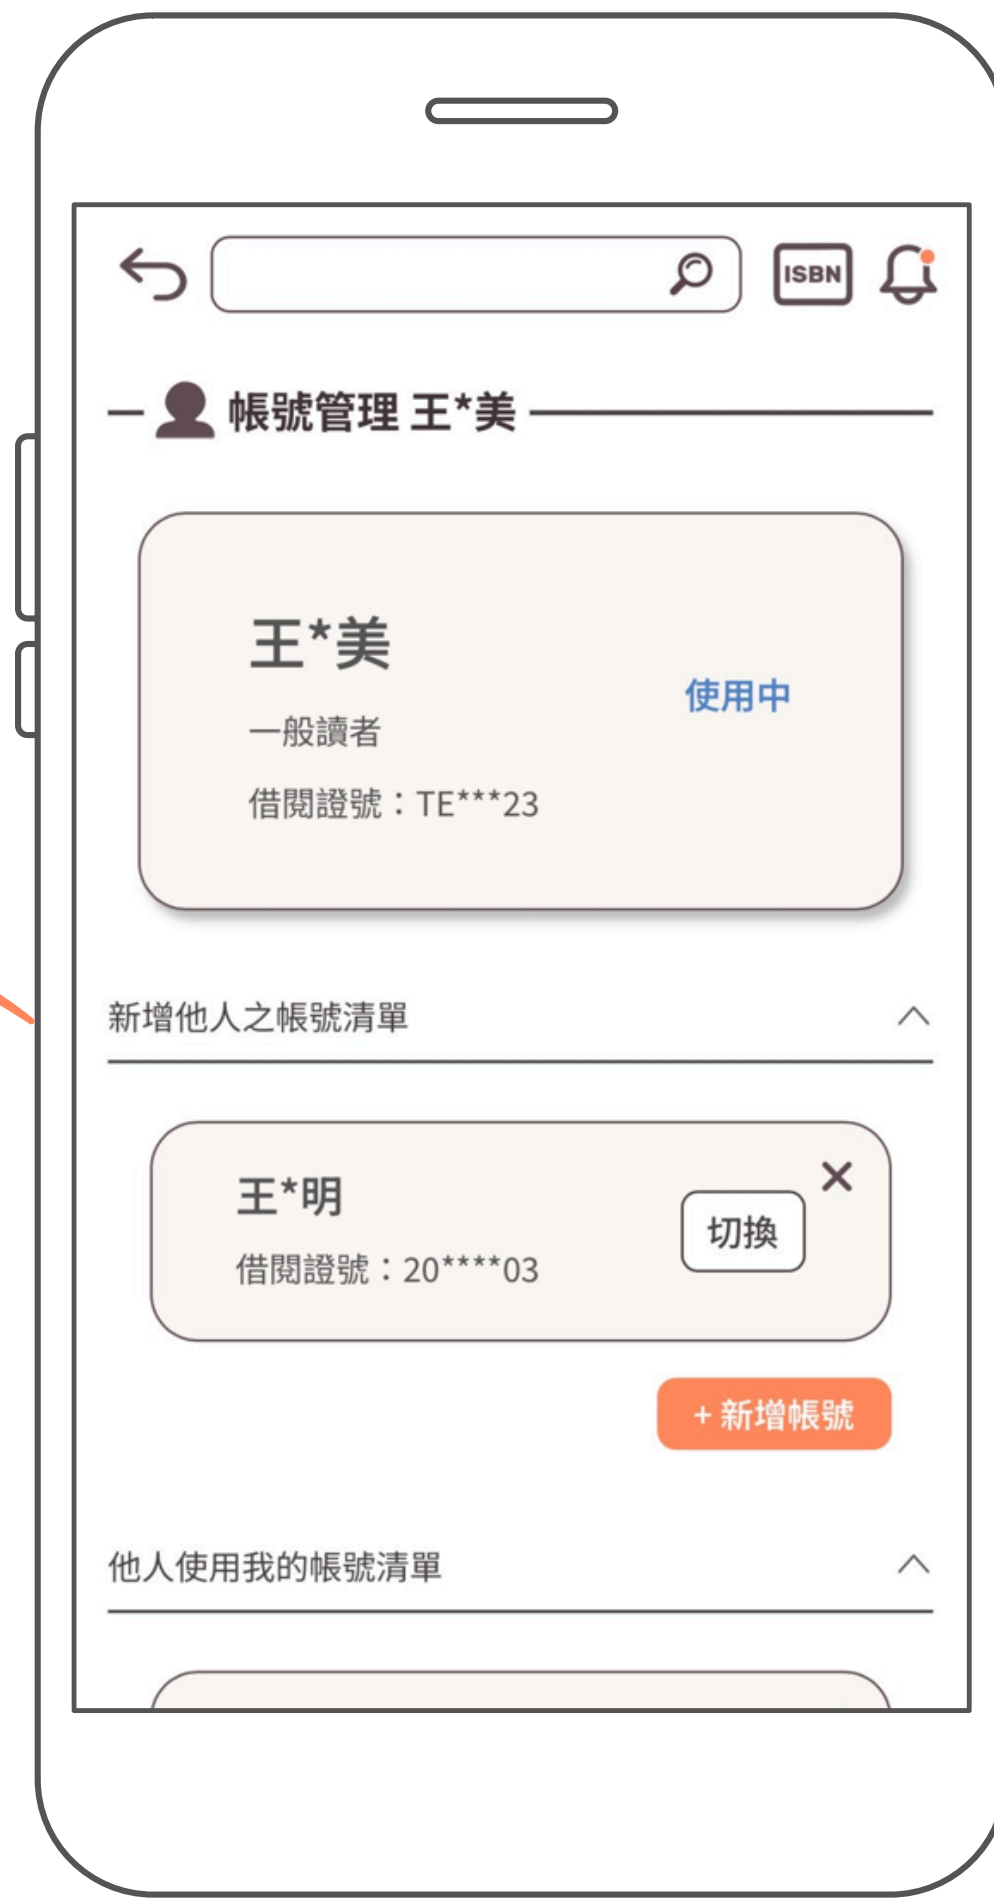 ISBN
帳號管理 王*美
王*美
使用中
一般讀者
借閱證號：TE***23
新增他人之帳號清單
王*明
切換
借閱證號：20****03
+ 新增帳號
他人使用我的帳號清單